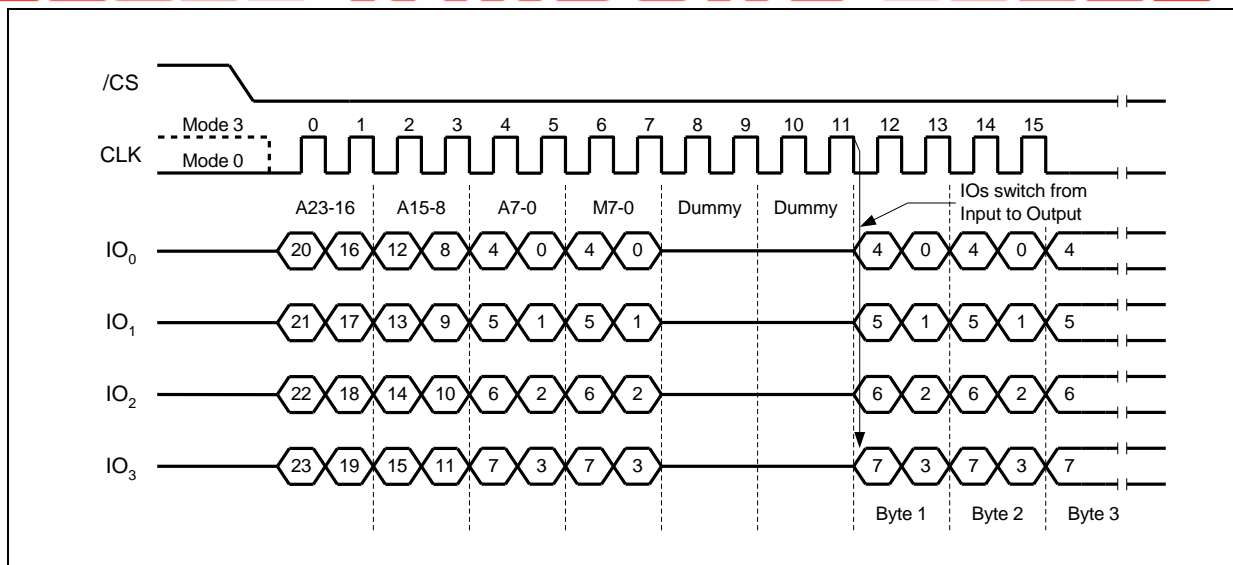 /CS
Mode 3
0 1 2 3 4 5 6 7 8 9 10 11 12 13 14 15
CLK
Mode 0
A23-16 A15-8 A7-0 M7-0 Dummy Dummy
IOs switch from
Input to Output
IO0 20 16 12 8 4 0 4 0 4 0 4 0 4
IO1 21 17 13 9 5 1 5 1 5 1 5 1 5
IO2 22 18 14 10 6 2 6 2 6 2 6 2 6
IO3 23 19 15 11 7 3 7 3 7 3 7 3 7
Byte 1 Byte 2 Byte 3